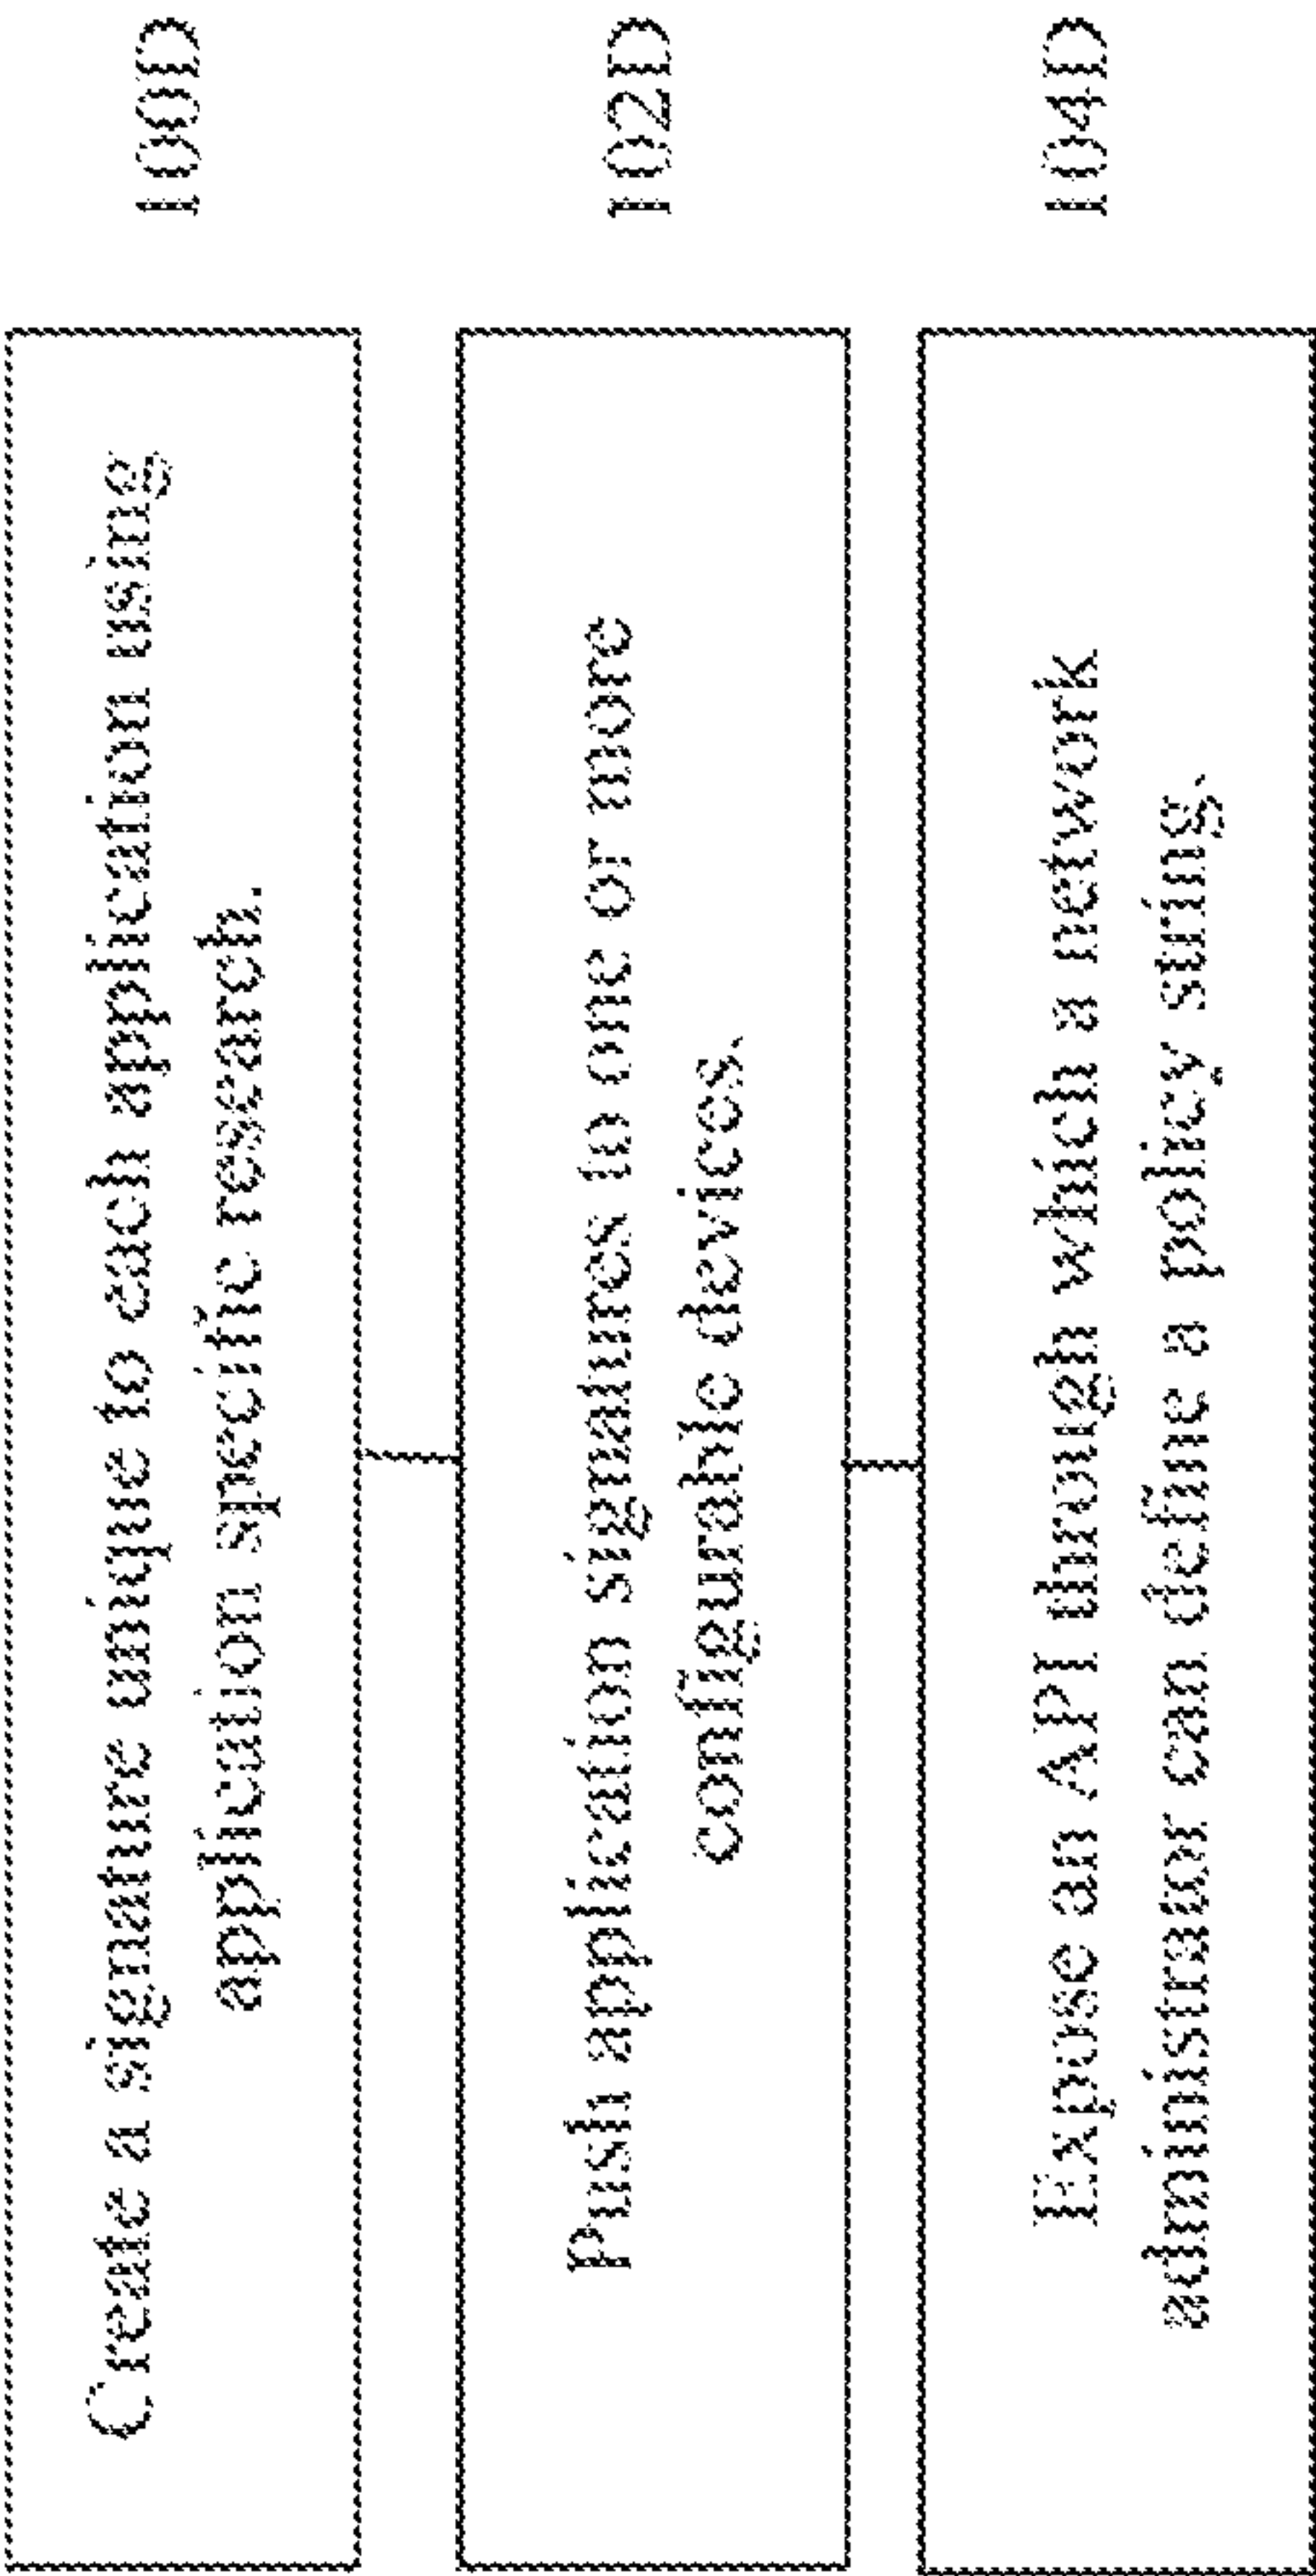 Create a signature unique to each application using
application specific research.
100D
Push application signatures to one or more
configurable devices.
102D
Expose an API through which a network
administrator can define a policy string.
104D